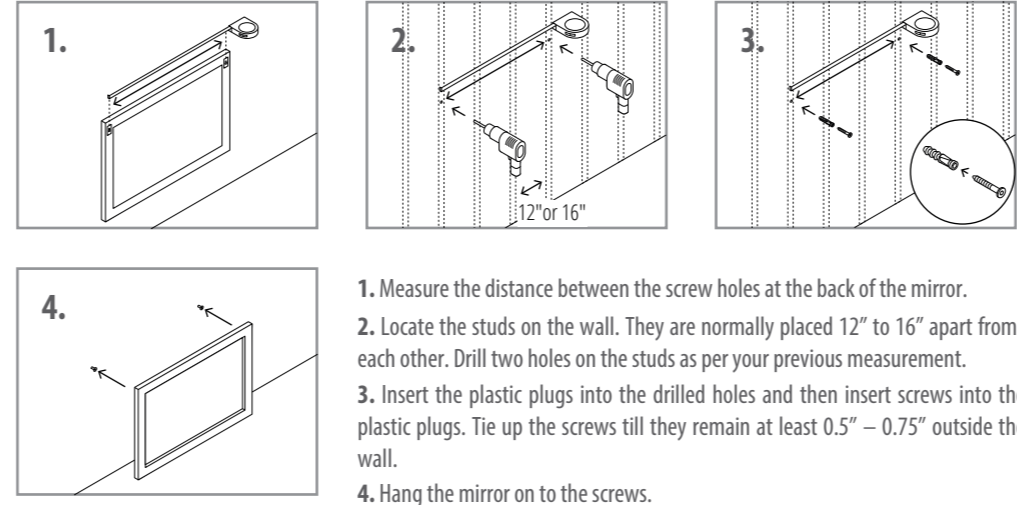 1.
2.
3.
12"or 16"
4.
1. Measure the distance between the screw holes at the back of the mirror.
2. Locate the studs on the wall. They are normally placed 12” to 16” apart from
each other. Drill two holes on the studs as per your previous measurement.
3. Insert the plastic plugs into the drilled holes and then insert screws into th
plastic plugs. Tie up the screws till they remain at least 0.5” – 0.75” outside th
wall.
4. Hang the mirror on to the screws.